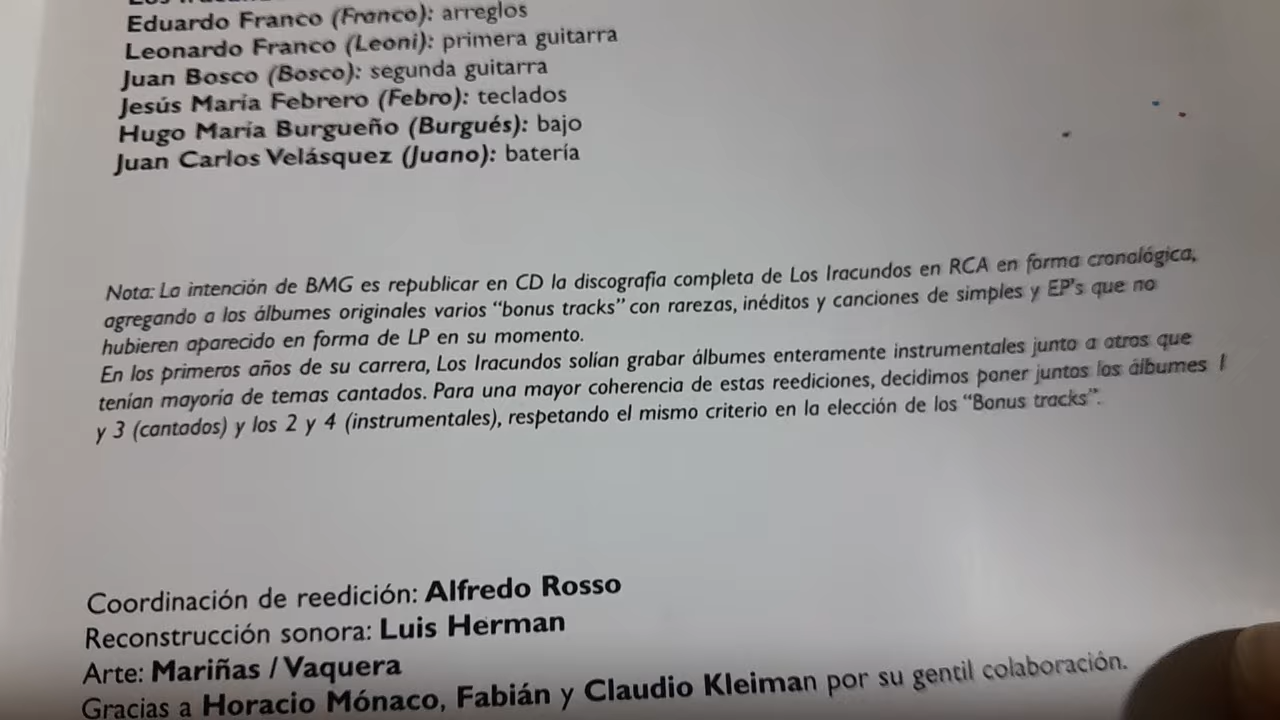 Eduardo Franco (Franco): arreglos
Leonardo Franco (Leoni): primera guitarra
Juan Bosco (Bosco): segunda guitarra
Jesús María Febrero (Febro): teclados
Hugo María Burgueño (Burgués): bajo
Juan Carlos Velásquez (Juano): batería
Nota: La intención de BMG es republicar en CD la discografía completa de Los Iracundos en RCA en forma cronológica,
agregando a los álbumes originales varios “bonus tracks” con rarezas, inéditos y canciones de simples y EP's que no
hubieren aparecido en forma de LP en su momento.
En los primeros años de su carrera, Los Iracundos solían grabar álbumes enteramente instrumentales junto a otros que
tenían mayoría de temas cantados. Para una mayor coherencia de estas reediciones, decidimos poner juntos los álbumes 1
y 3 (cantados) y los 2 y 4 (instrumentales), respetando el mismo criterio en la elección de los “Bonus tracks”.
Coordinación de reedición: Alfredo Rosso
Reconstrucción sonora: Luis Herman
Arte: Mariñas / Vaquera
Gracias a Horacio Mónaco, Fabián y Claudio Kleiman por su gentil colaboración.